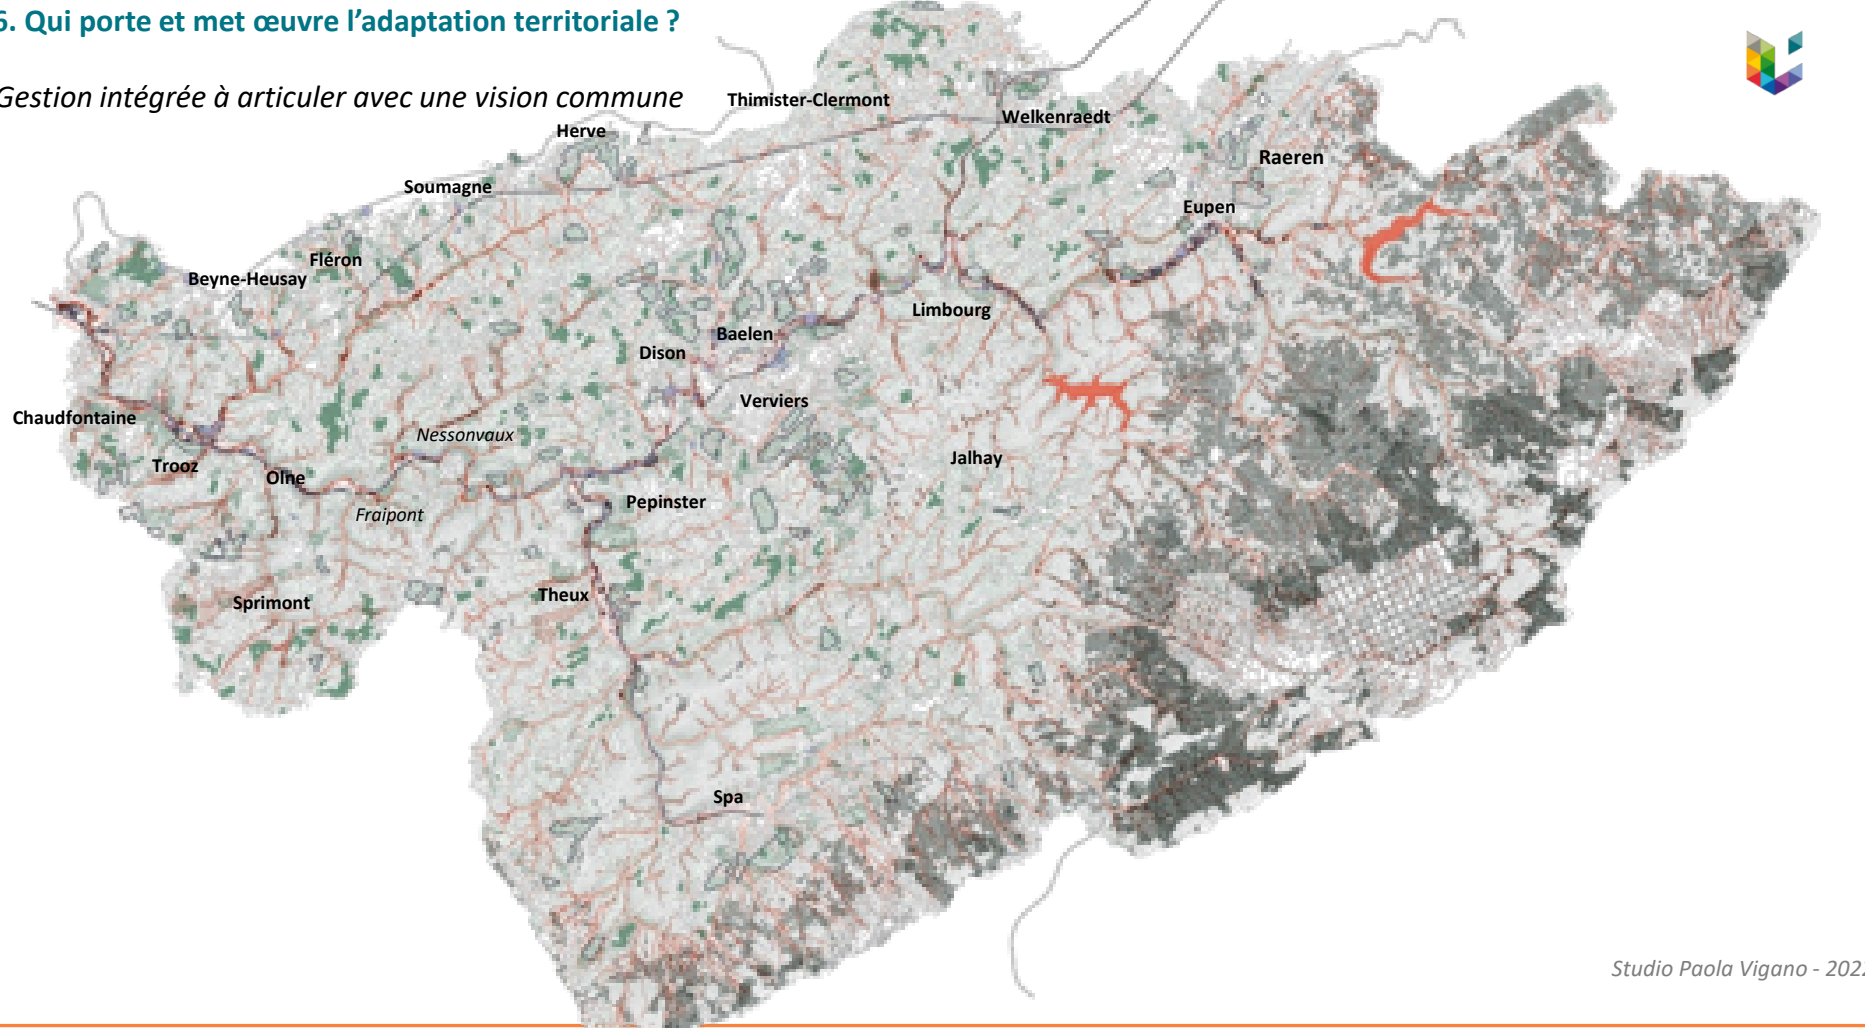 6. Qui porte et met œuvre l’adaptation territoriale ?
Gestion intégrée à articuler avec une vision commune
Thimister-Clermont
Welkenraedt
Herve
Raeren
Soumagne
Eupen
Fléron
Beyne-Heusay
Limbourg
Baelen
Dison
Verviers
Chaudfontaine
Nessonvaux
Jalhay
Trooz
Olne
Pepinster
Fraipont
Theux
Sprimont
Spa
Studio Paola Vigano - 2022